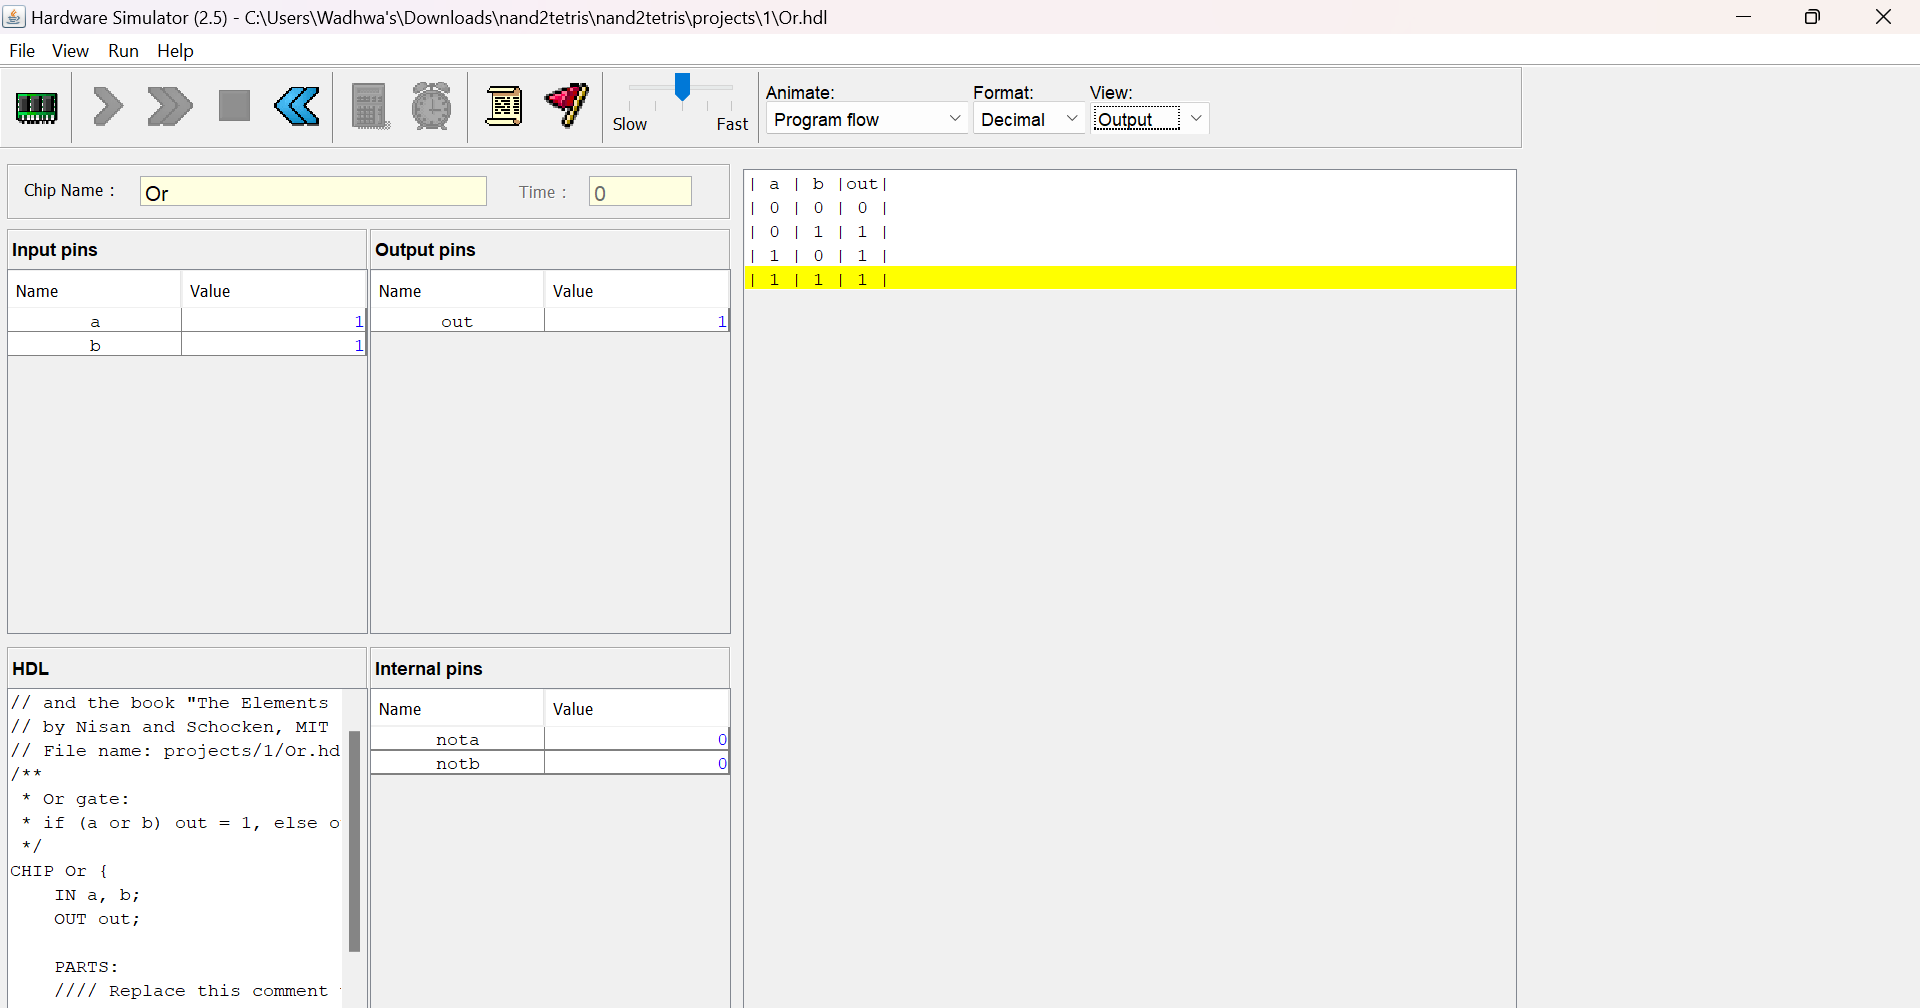 Hardware Simulator (2.5) - C:\Users\Wadhwa's\Downloads\nand2tetris\nand2tetris\projects\1\Or.hdl
File View Run Help
Slow Fast
Animate: Format: View:
Program flow Decimal Output
Chip Name : Or Time : 0
Input pins
Name Value
a 1
b 1
Output pins
Name Value
out 1
HDL
// and the book "The Elements
// by Nisan and Schocken, MIT
// File name: projects/1/Or.hd
/**
* Or gate:
* if (a or b) out = 1, else o
*/
CHIP Or {
IN a, b;
OUT out;
PARTS:
//// Replace this comment
Internal pins
Name Value
nota 0
notb 0
| a | b |out|
| 0 | 0 | 0 |
| 0 | 1 | 1 |
| 1 | 0 | 1 |
| 1 | 1 | 1 |